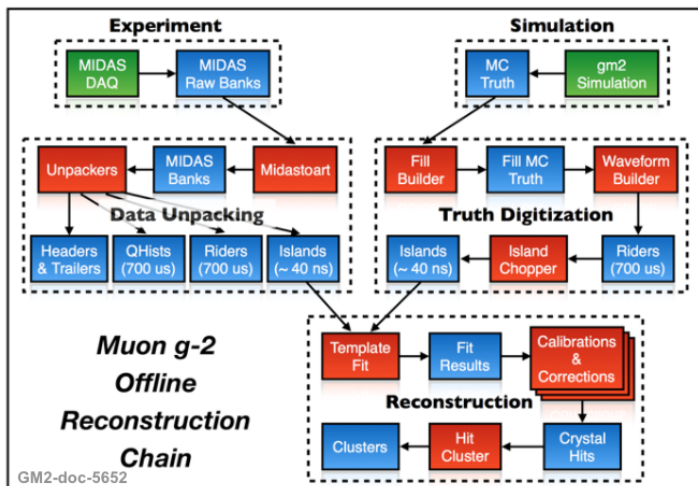 Experiment
MIDAS
DAQ
MIDAS
Raw Banks
Simulation
MC
Truth
gm2
Simulation
Unpackers
MIDAS
Banks
Midastoart
Data Unpacking
Headers
& Trailers
QHists
(700 us)
Riders
(700 us)
Islands
(~ 40 ns)
Fill
Builder
Fill MC
Truth
Waveform
Builder
Truth Digitization
Islands
(~ 40 ns)
Island
Chopper
Riders
(700 us)
Template
Fit
Fit
Results
Calibrations
&
Corrections
Reconstruction
Clusters
Hit
Cluster
Crystal
Hits
Muon g-2
Offline
Reconstruction
Chain
GM2-doc-5652